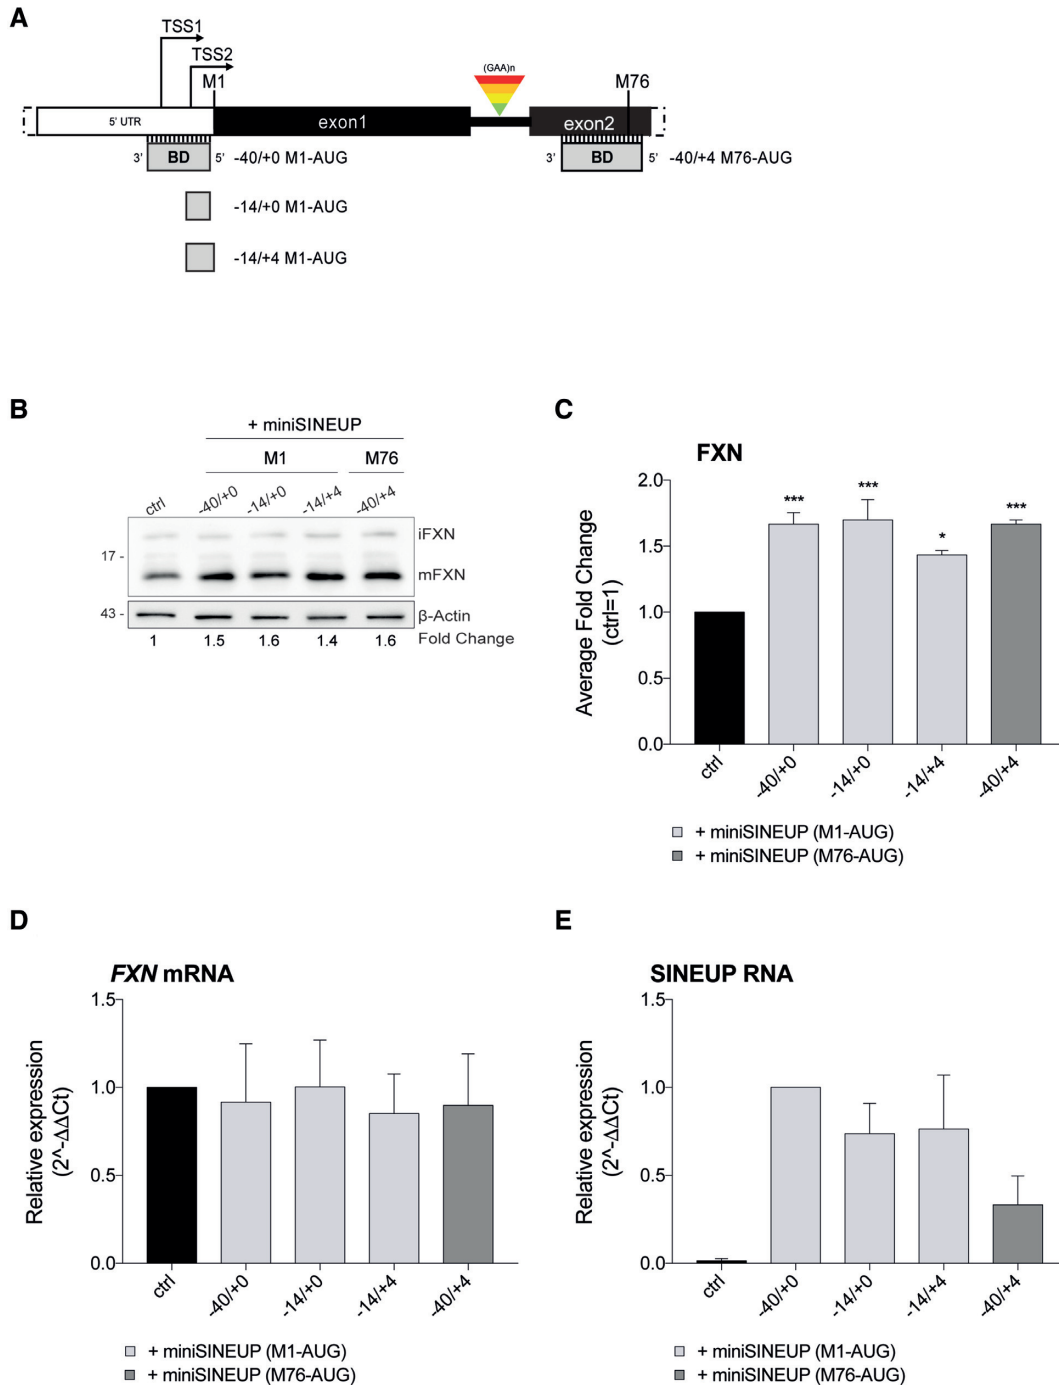 A
TSS1
TSS2
M1
(GAA)n
M76
5' UTR
exon1
exon2
3'
BD
5'
-40/+0 M1-AUG
3'
BD
5'
-40/+4 M76-AUG
-14/+0 M1-AUG
-14/+4 M1-AUG
B
+ miniSINEUP
M1
M76
ctrl
-40/+0
-14/+0
-14/+4
-40/+4
iFXN
17 -
mFXN
43 -
β-Actin
1 1.5 1.6 1.4 1.6 Fold Change
C
FXN
Average Fold Change
(ctrl=1)
2.0
1.5
1.0
0.5
0.0
***
***
*
***
ctrl
-40/+0
-14/+0
-14/+4
-40/+4
+ miniSINEUP (M1-AUG)
+ miniSINEUP (M76-AUG)
D
FXN mRNA
Relative expression
(2^-ΔΔCt)
1.5
1.0
0.5
0.0
ctrl
-40/+0
-14/+0
-14/+4
-40/+4
+ miniSINEUP (M1-AUG)
+ miniSINEUP (M76-AUG)
E
SINEUP RNA
Relative expression
(2^-ΔΔCt)
1.5
1.0
0.5
0.0
ctrl
-40/+0
-14/+0
-14/+4
-40/+4
+ miniSINEUP (M1-AUG)
+ miniSINEUP (M76-AUG)